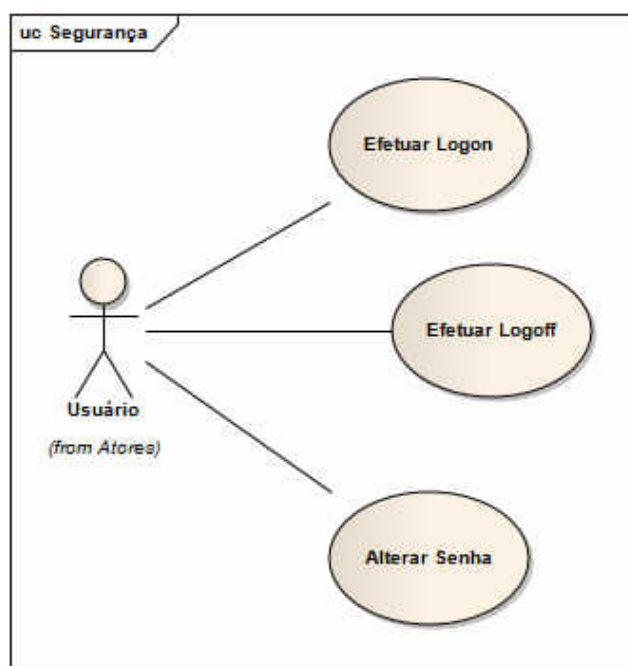 uc Segurança
Efetuar Logon
Efetuar Logoff
Usuário
(from Atores)
Alterar Senha